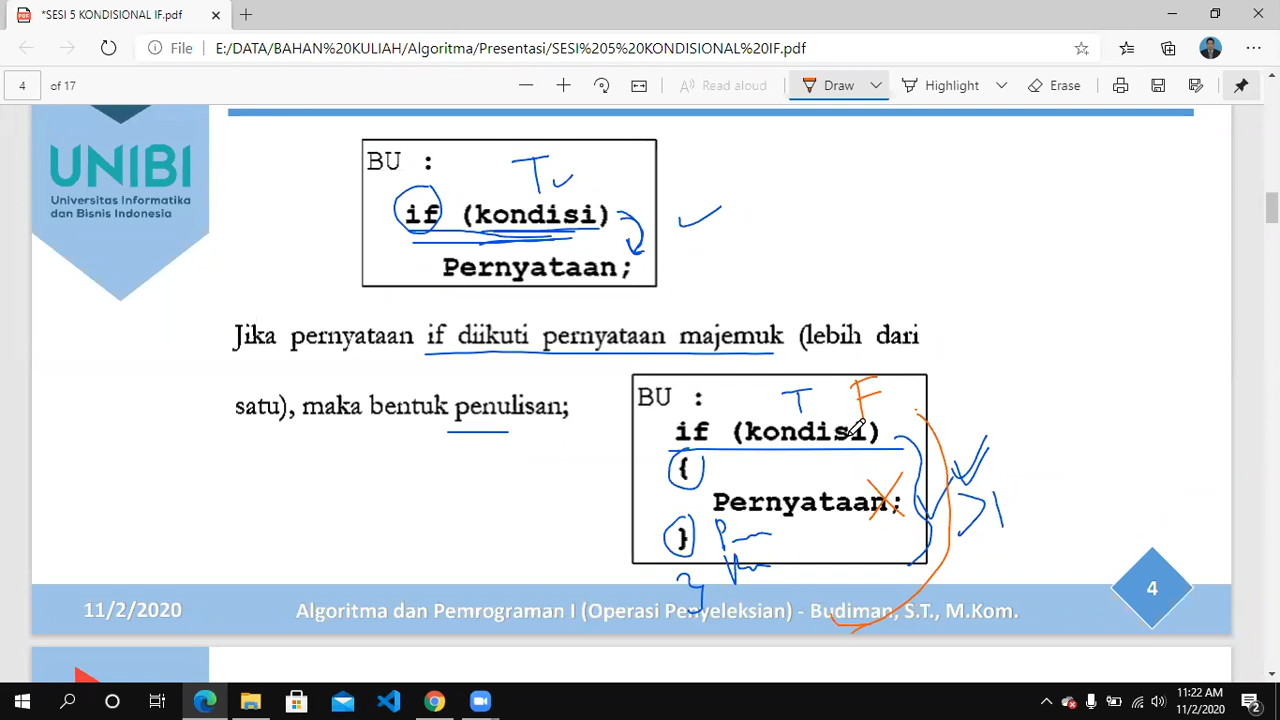 *SESI 5 KONDISIONAL IF.pdf
File E:/DATA/BAHAN%20KULIAH/Algoritma/Presentasi/SESI%205%20KONDISIONAL%20IF.pdf
4 of 17 Read aloud Draw Highlight Erase
UNIBI
Universitas Informatika
dan Bisnis Indonesia
BU :
T
if (kondisi)
Pernyataan;
Jika pernyataan if diikuti pernyataan majemuk (lebih dari
satu), maka bentuk penulisan;
BU :
T F
if (kondisi)
{
Pernyataan;
>1
}
4
11/2/2020 Algoritma dan Pemrograman I (Operasi Penyeleksian) - Budiman, S.T., M.Kom.
11:22 AM
11/2/2020
2